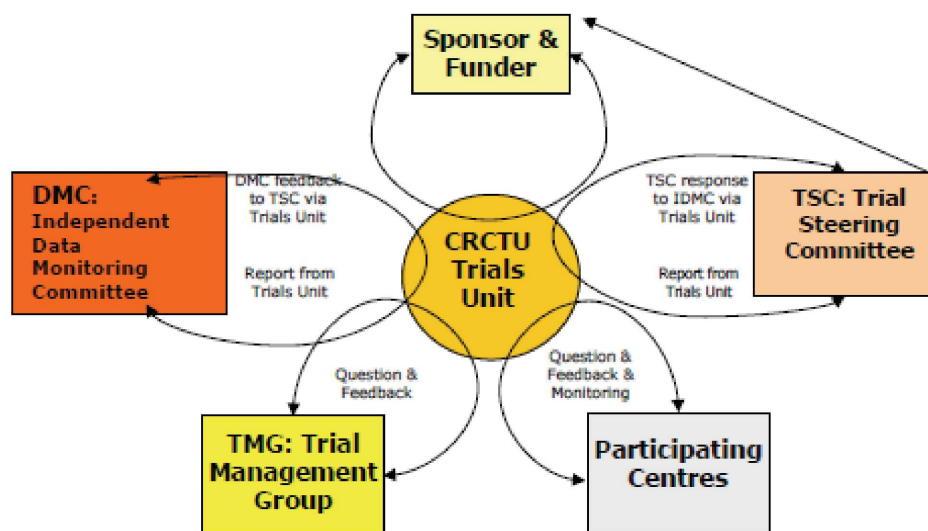 Sponsor &
Funder
DMC:
Independent
Data
Monitoring
Committee
DMC feedback
to TSC via
Trials Unit
Report from
Trials Unit
CRCTU
Trials
Unit
TSC response
to IDMC via
Trials Unit
Report from
Trials Unit
TSC: Trial
Steering
Committee
Question &
Feedback
Question &
Feedback &
Monitoring
TMG: Trial
Management
Group
Participating
Centres